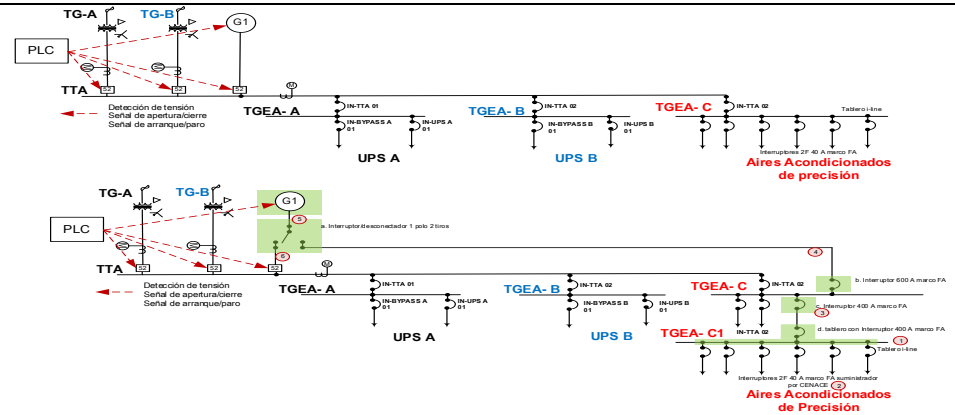 TG-A
TG-B
G1
PLC
52
52
52
TTA
M
Detección de tensión
Señal de apertura/cierre
Señal de arranque/paro
TGEA- A
IN-TTA 01
IN-BYPASS A
01
IN-UPS A
01
UPS A
TGEA- B
IN-TTA 02
IN-BYPASS B
01
IN-UPS B
01
UPS B
TGEA- C
IN-TTA 02
Tablero i-line
Interruptores 2F 40 A marco FA
Aires Acondicionados
de precisión
TG-A
TG-B
G1
5
a. Interruptor/desconectador 1 polo 2 tiros
PLC
6
4
52
52
52
TTA
M
Detección de tensión
Señal de apertura/cierre
Señal de arranque/paro
TGEA- A
IN-TTA 01
IN-BYPASS A
01
IN-UPS A
01
UPS A
TGEA- B
IN-TTA 02
IN-BYPASS B
01
IN-UPS B
01
UPS B
TGEA- C
IN-TTA 02
b. Interruptor 600 A marco FA
c. Interruptor 400 A marco FA
3
TGEA- C1
IN-TTA 02
d. tablero con Interruptor 400 A marco FA
1
Tablero i-line
Interruptores 2F 40 A marco FA suministrador
por CENACE 2
Aires Acondicionados
de Precisión